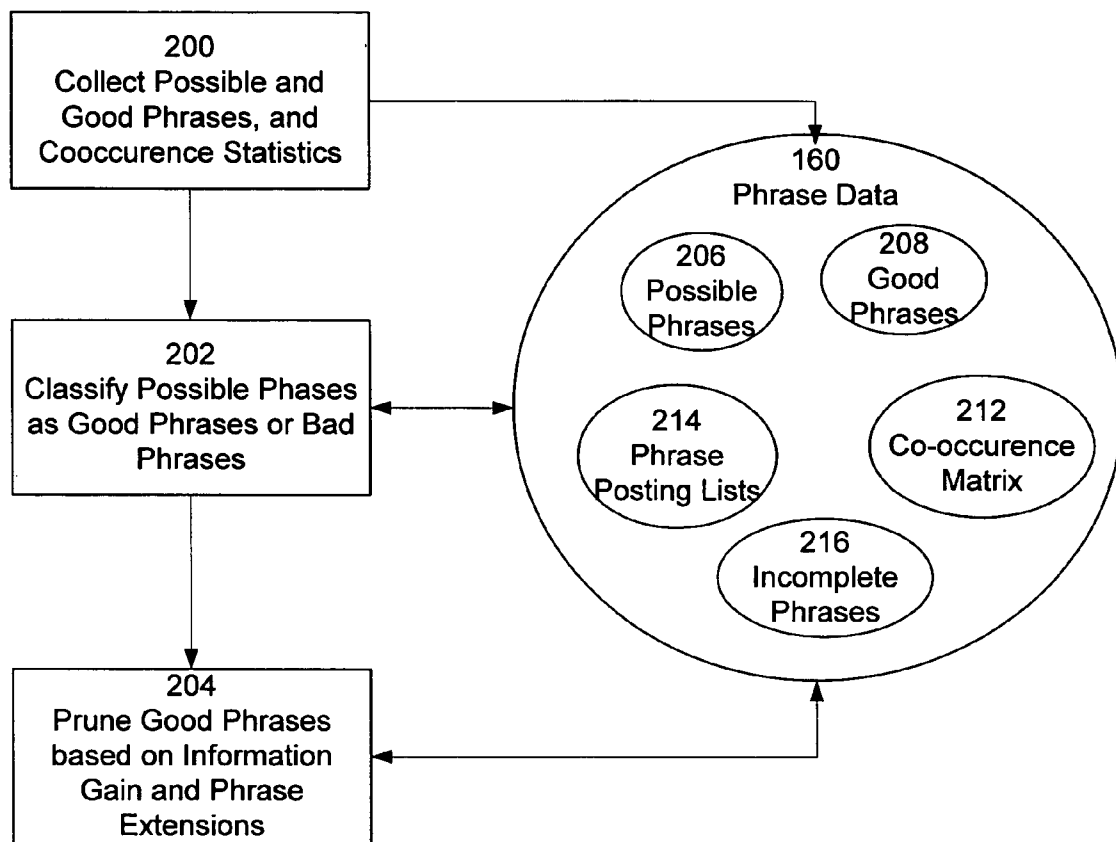 200
Collect Possible and
Good Phrases, and
Cooccurence Statistics
160
Phrase Data
206
Possible
Phrases
208
Good
Phrases
202
Classify Possible Phases
as Good Phrases or Bad
Phrases
214
Phrase
Posting Lists
212
Co-occurence
Matrix
216
Incomplete
Phrases
204
Prune Good Phrases
based on Information
Gain and Phrase
Extensions